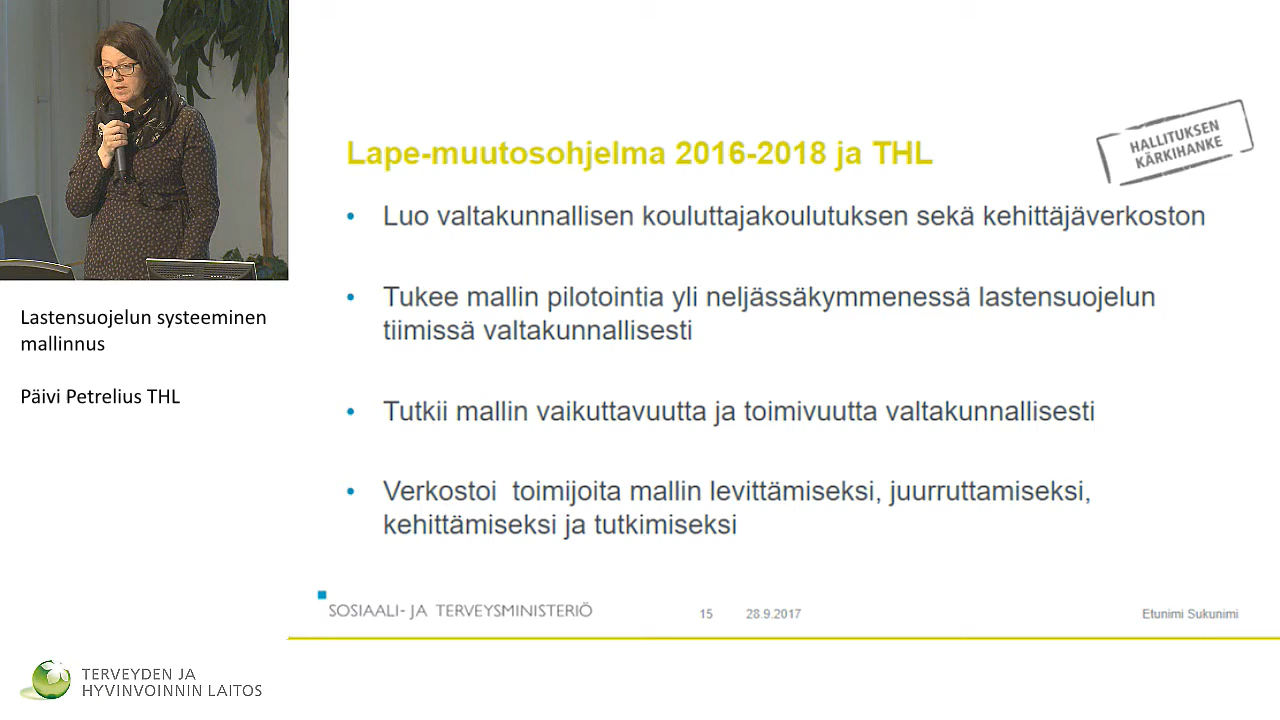 Lape-muutosohjelma 2016-2018 ja THL
HALLITUKSEN
KÄRKIHANKE
• Luo valtakunnallisen kouluttajakoulutuksen sekä kehittäjäverkoston
• Tukee mallin pilotointia yli neljässäkymmenessä lastensuojelun
tiimissä valtakunnallisesti
• Tutkii mallin vaikuttavuutta ja toimivuutta valtakunnallisesti
• Verkostoi toimijoita mallin levittämiseksi, juurruttamiseksi,
kehittämiseksi ja tutkimiseksi
SOSIAALI- JA TERVEYSMINISTERIÖ
15
28.9.2017
Etunimi Sukunimi
Lastensuojelun systeeminen
mallinnus
Päivi Petrelius THL
TERVEYDEN JA
HYVINVOINNIN LAITOS